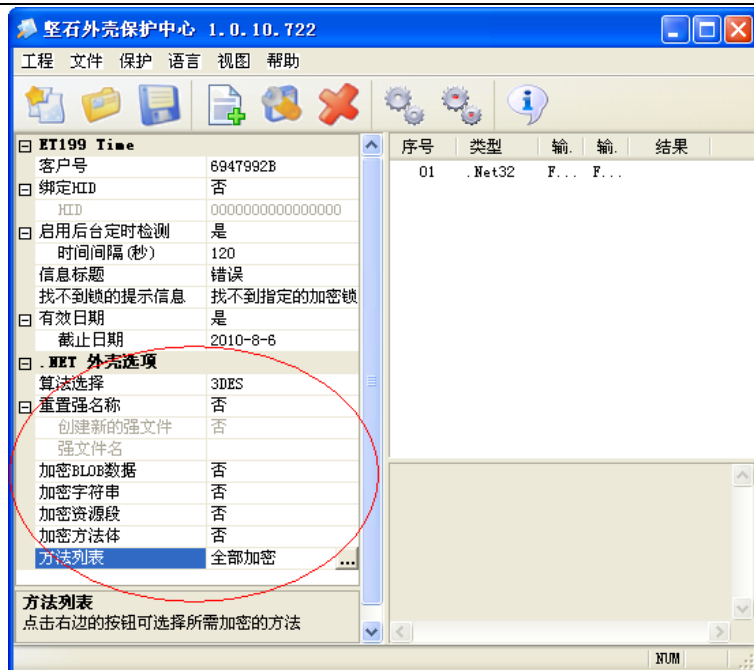 坚石外壳保护中心 1.0.10.722
工程 文件 保护 语言 视图 帮助
ET199 Time
客户号 6947992B
绑定HID 否
HID 0000000000000000
启用后台定时检测 是
时间间隔(秒) 120
信息标题 错误
找不到锁的提示信息 找不到指定的加密锁
有效日期 是
截止日期 2010-8-6
.NET 外壳选项
算法选择 3DES
重置强名称 否
创建新的强文件 否
强文件名
加密BLOB数据 否
加密字符串 否
加密资源段 否
加密方法体 否
方法列表 全部加密 ...
方法列表
点击右边的按钮可选择所需加密的方法
序号 类型 输. 输. 结果
01 .Net32 F... F...
NUM